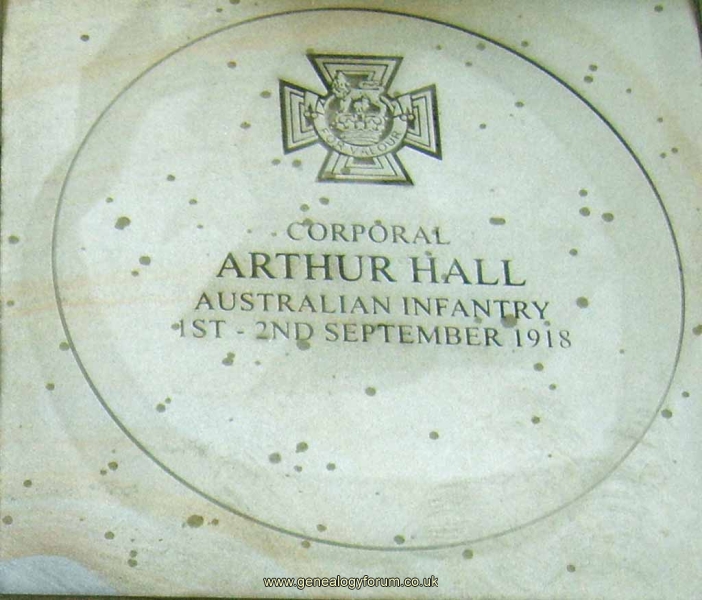 FOR VALOUR
CORPORAL
ARTHUR HALL
AUSTRALIAN INFANTRY
1ST - 2ND SEPTEMBER 1918
www.genealogyforum.co.uk